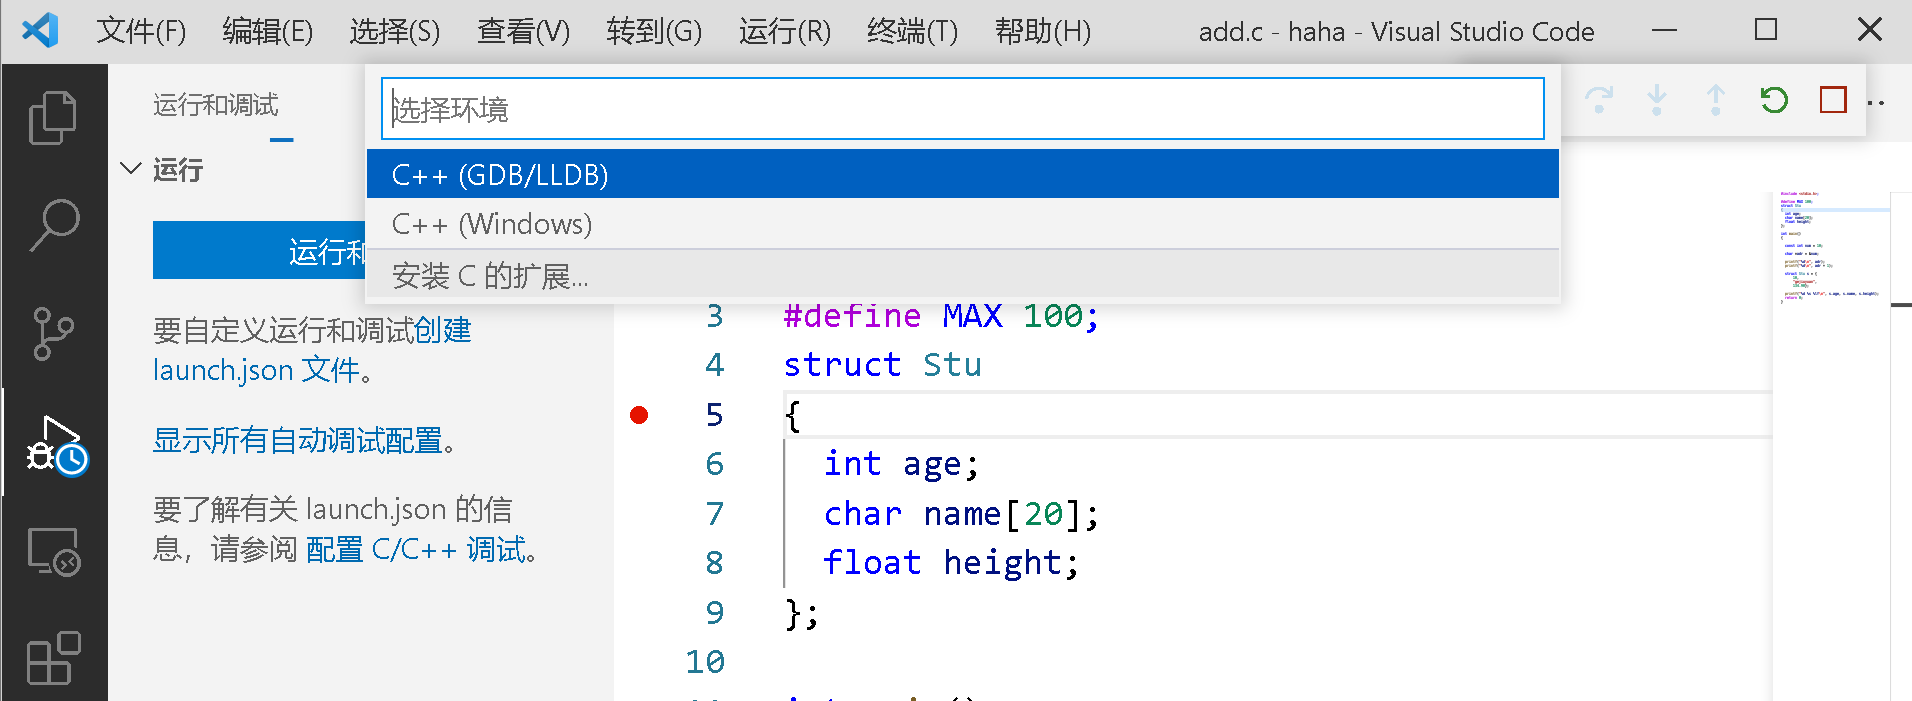 文件(F) 编辑(E) 选择(S) 查看(V) 转到(G) 运行(R) 终端(T) 帮助(H) add.c - haha - Visual Studio Code
运行和调试
选择环境
C++ (GDB/LLDB)
C++ (Windows)
安装 C 的扩展...
运行
运行和
要自定义运行和调试创建
launch.json 文件。
显示所有自动调试配置。
要了解有关 launch.json 的信
息，请参阅 配置 C/C++ 调试。
3 #define MAX 100;
4 struct Stu
5 {
6 int age;
7 char name[20];
8 float height;
9 };
10